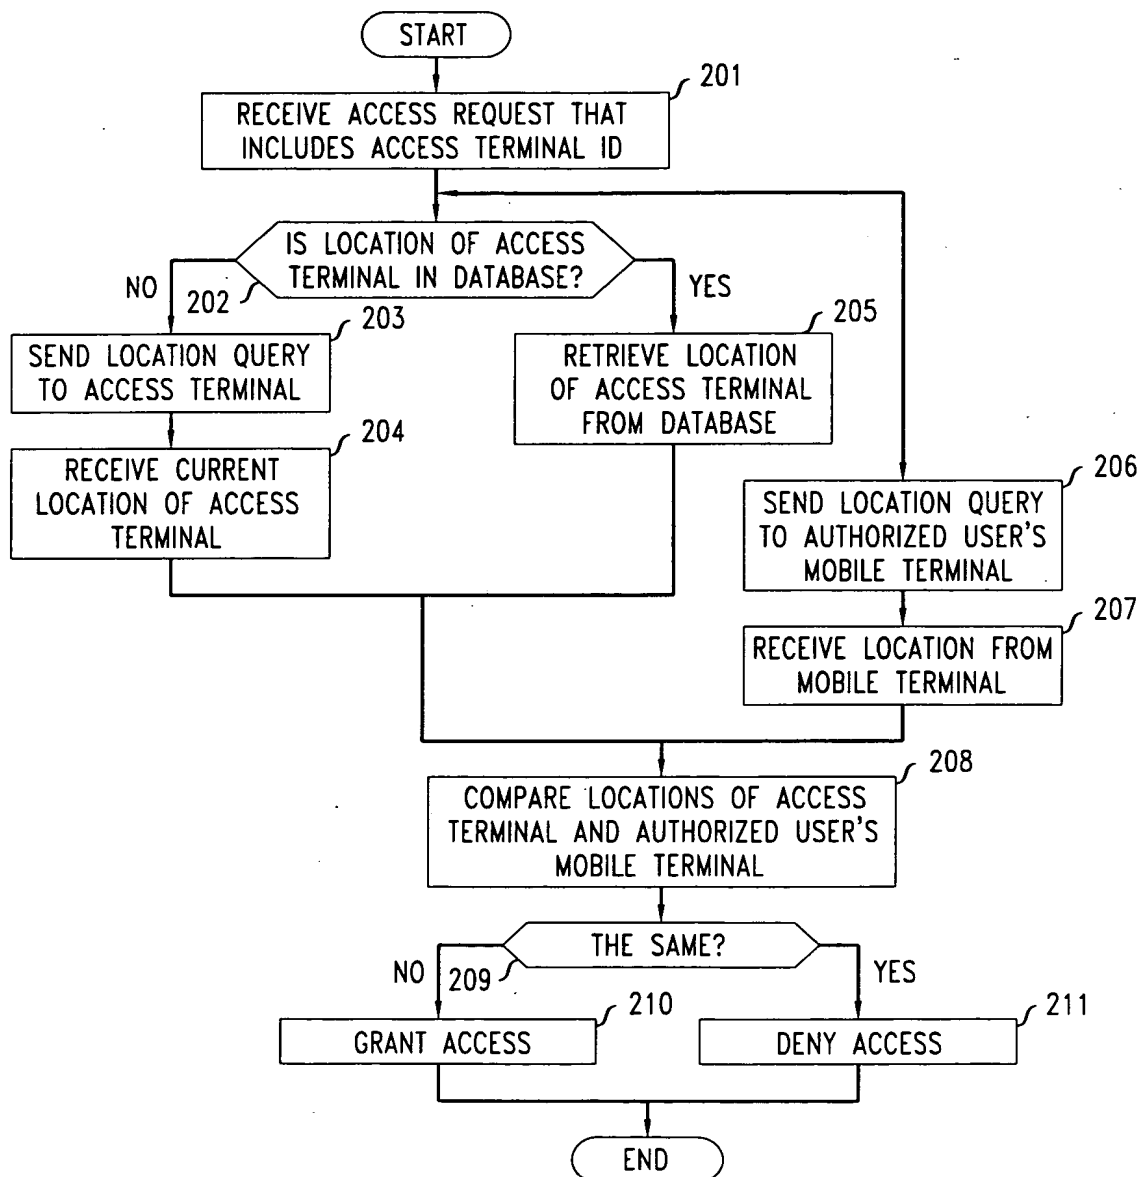 START
201
RECEIVE ACCESS REQUEST THAT
INCLUDES ACCESS TERMINAL ID
IS LOCATION OF ACCESS
TERMINAL IN DATABASE?
NO
202
YES
203
SEND LOCATION QUERY
TO ACCESS TERMINAL
205
RETRIEVE LOCATION
OF ACCESS TERMINAL
FROM DATABASE
204
RECEIVE CURRENT
LOCATION OF ACCESS
TERMINAL
206
SEND LOCATION QUERY
TO AUTHORIZED USER'S
MOBILE TERMINAL
207
RECEIVE LOCATION FROM
MOBILE TERMINAL
208
COMPARE LOCATIONS OF ACCESS
TERMINAL AND AUTHORIZED USER'S
MOBILE TERMINAL
THE SAME?
NO
209
YES
210
GRANT ACCESS
211
DENY ACCESS
END